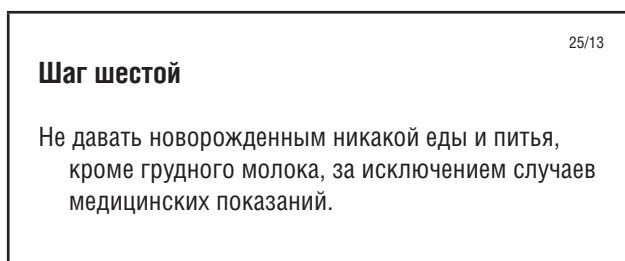 25/13
Шаг шестой
Не давать новорожденным никакой еды и питья,
кроме грудного молока, за исключением случаев
медицинских показаний.